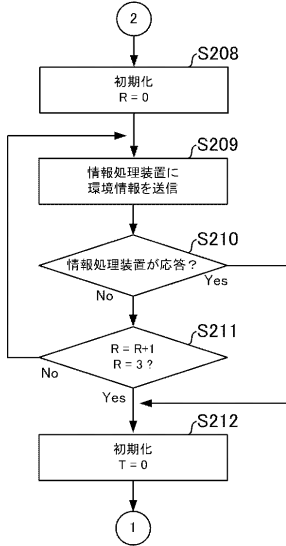 2
S208
初期化
R = 0
S209
情報処理装置に
環境情報を送信
S210
情報処理装置が応答？
Yes
No
S211
R = R+1
R = 3 ?
No
Yes
S212
初期化
T = 0
1